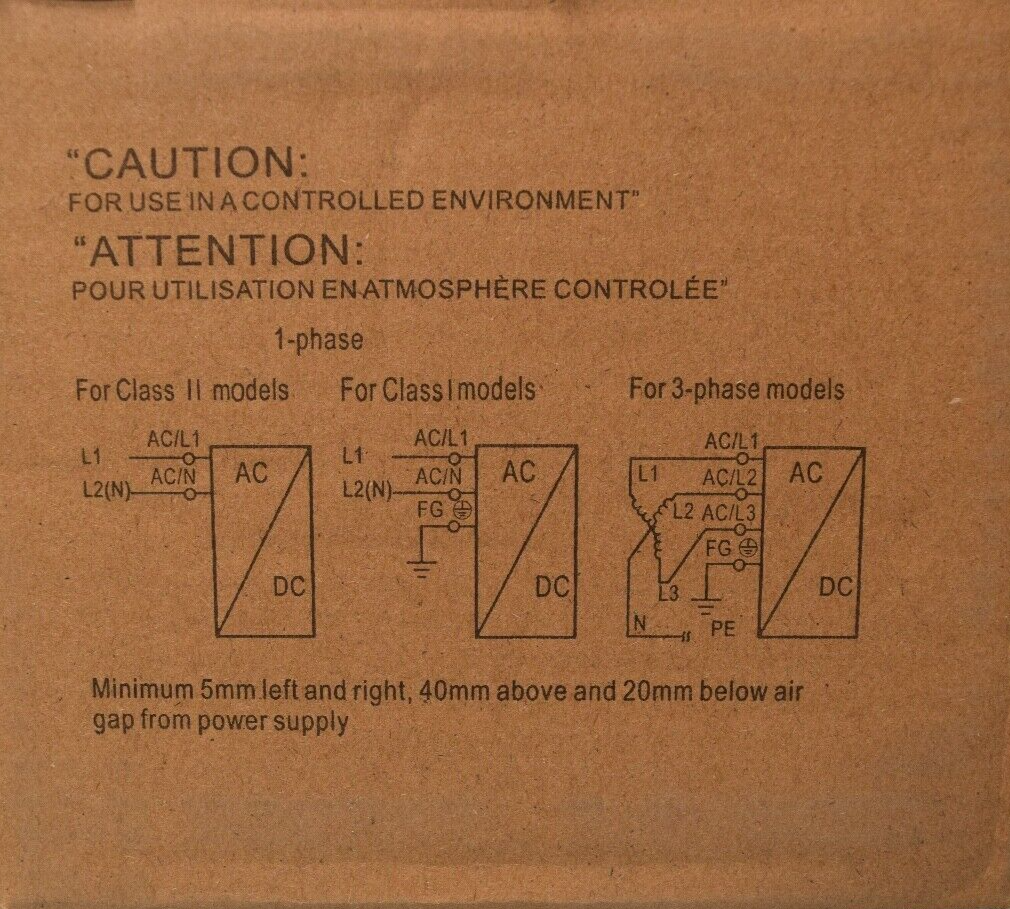 "CAUTION:
FOR USE IN A CONTROLLED ENVIRONMENT"
"ATTENTION:
POUR UTILISATION EN ATMOSPHÈRE CONTROLÉE"
1-phase
For Class II models
L1 AC/L1
L2(N) AC/N
AC
DC
For Class I models
L1 AC/L1
L2(N) AC/N
FG
AC
DC
For 3-phase models
AC/L1
L1
AC/L2
L2 AC/L3
FG
L3
N
PE
AC
DC
Minimum 5mm left and right, 40mm above and 20mm below air
gap from power supply